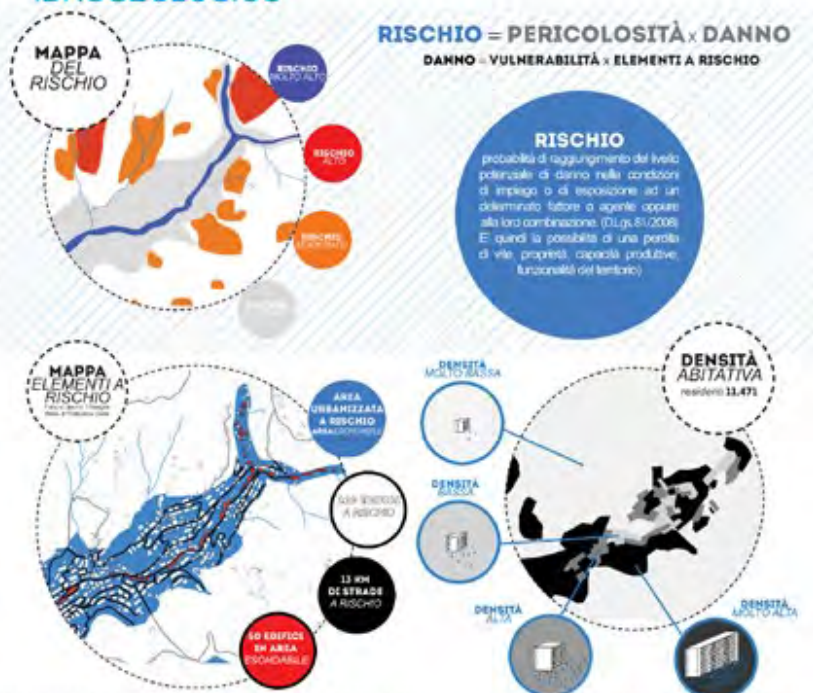 MAPPA
DEL
RISCHIO
RISCHIO
MOLTO ALTO
RISCHIO
ALTO
RISCHIO
RISCHIO = PERICOLOSITÀ x DANNO
DANNO = VULNERABILITÀ x ELEMENTI A RISCHIO
RISCHIO
probabilità di raggiungimento del livello
potenziale di danno nelle condizioni
di impiego o di esposizione ad un
determinato fattore o agente oppure
alla loro combinazione. (D.Lgs. 81/2008)
E' quindi la possibilità di una perdita
di vite, proprietà, capacità produttive,
funzionalità del territorio)
MAPPA
ELEMENTI A
RISCHIO
AREA
URBANIZZATA
A RISCHIO
A RISCHIO
13 KM
DI STRADE
A RISCHIO
50 EDIFICI
IN AREA
ESONDABILE
DENSITÀ
MOLTO BASSA
DENSITÀ
ABITATIVA
residenti 11,471
DENSITÀ
BASSA
DENSITÀ
ALTA
DENSITÀ
MOLTO ALTA